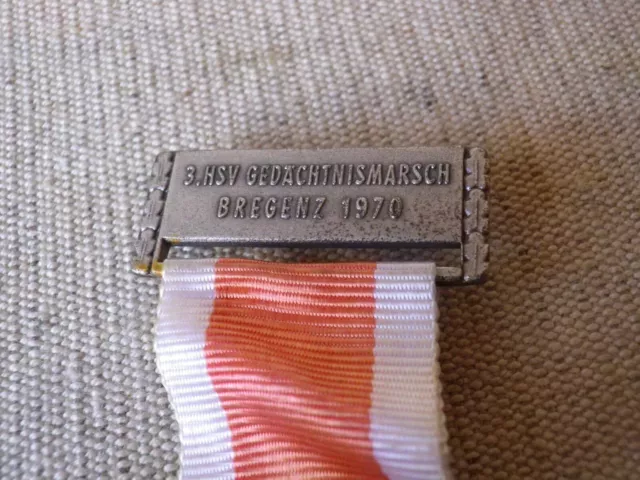 3. HSV GEDÄCHTNISMARSCH
BREGENZ 1970